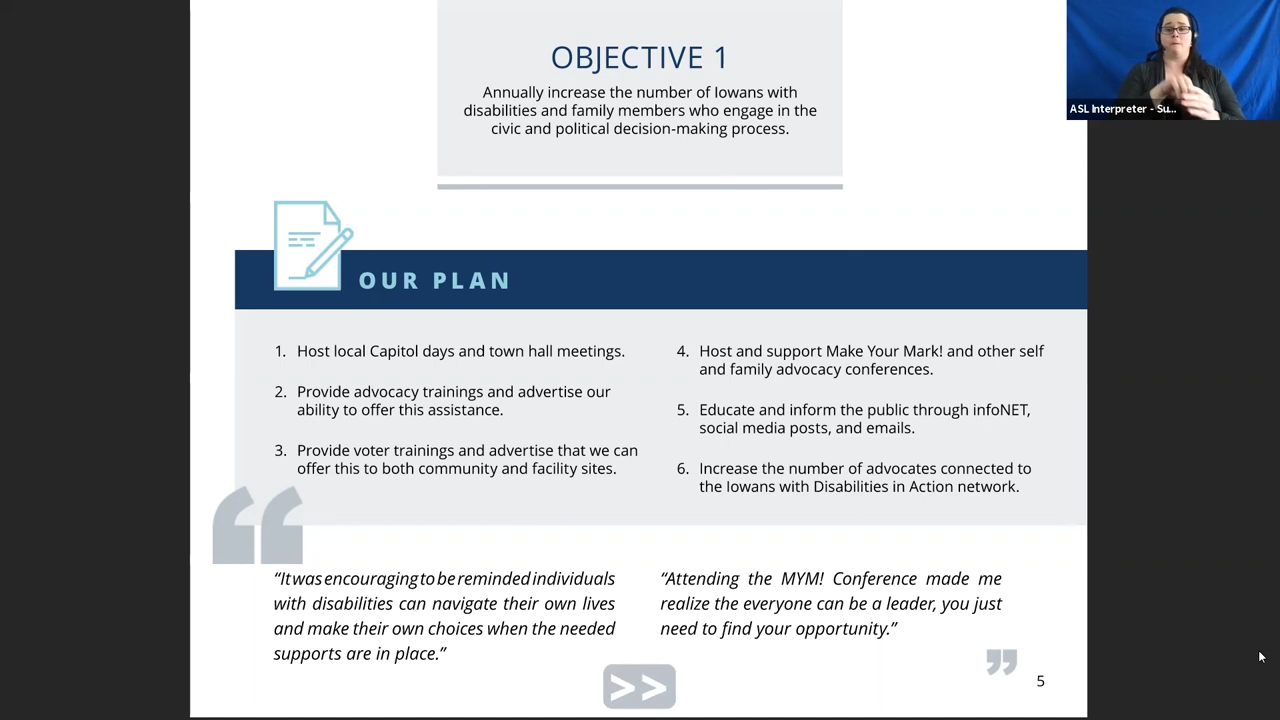 OBJECTIVE 1
Annually increase the number of Iowans with
disabilities and family members who engage in the
civic and political decision-making process.
ASL Interpreter - Su...
OUR PLAN
1. Host local Capitol days and town hall meetings.
2. Provide advocacy trainings and advertise our
ability to offer this assistance.
3. Provide voter trainings and advertise that we can
offer this to both community and facility sites.
4. Host and support Make Your Mark! and other self
and family advocacy conferences.
5. Educate and inform the public through infoNET,
social media posts, and emails.
6. Increase the number of advocates connected to
the Iowans with Disabilities in Action network.
“It was encouraging to be reminded individuals
with disabilities can navigate their own lives
and make their own choices when the needed
supports are in place.”
“Attending the MYM! Conference made me
realize the everyone can be a leader, you just
need to find your opportunity.”
>>
5